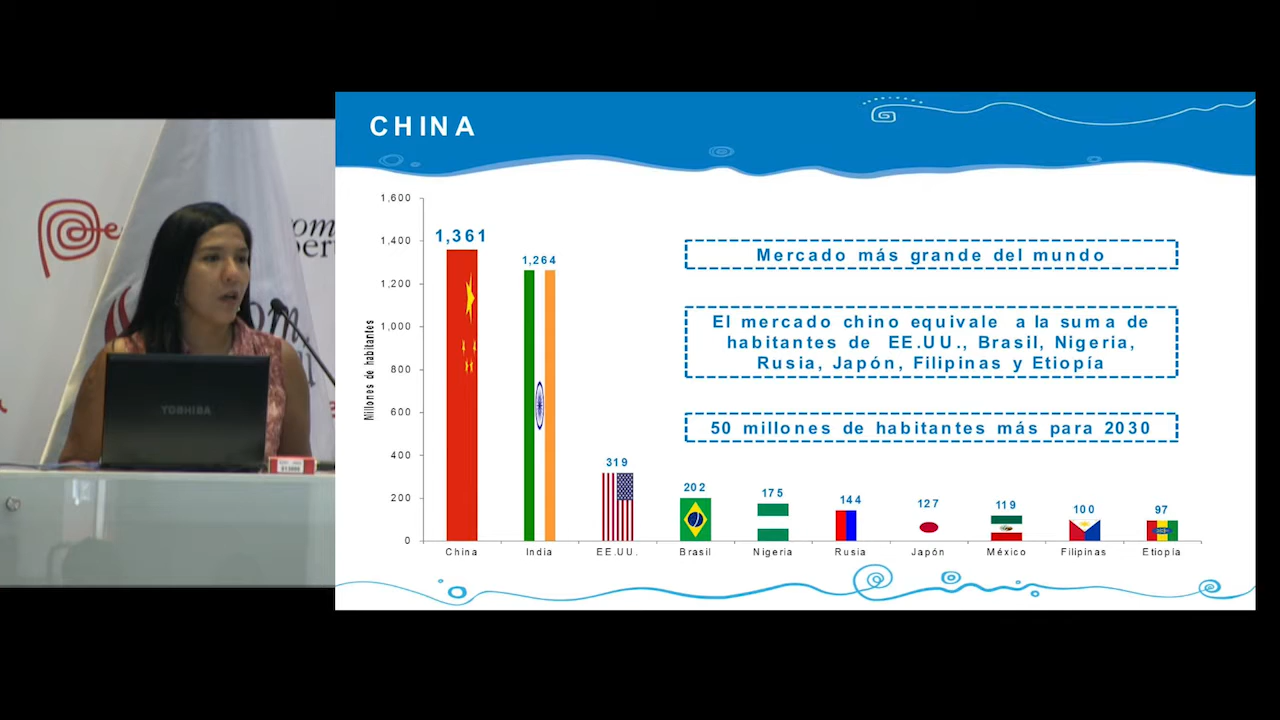 CHINA
1,600
1,400
1,200
1,000
800
600
400
200
0
Millones de habitantes
1,361
1,264
319
202
175
144
127
119
100
97
China
India
EE.UU.
Brasil
Nigeria
Rusia
Japón
México
Filipinas
Etiopía
Mercado más grande del mundo
El mercado chino equivale a la suma de
habitantes de EE.UU., Brasil, Nigeria,
Rusia, Japón, Filipinas y Etiopía
50 millones de habitantes más para 2030
TOSHIBA